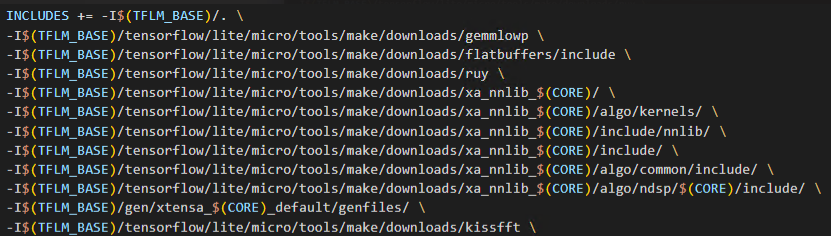 INCLUDES += -I$(TFLM_BASE)/. \
-I$(TFLM_BASE)/tensorflow/lite/micro/tools/make/downloads/gemmlowp \
-I$(TFLM_BASE)/tensorflow/lite/micro/tools/make/downloads/flatbuffers/include \
-I$(TFLM_BASE)/tensorflow/lite/micro/tools/make/downloads/ruy \
-I$(TFLM_BASE)/tensorflow/lite/micro/tools/make/downloads/xa_nnlib_$(CORE)/ \
-I$(TFLM_BASE)/tensorflow/lite/micro/tools/make/downloads/xa_nnlib_$(CORE)/algo/kernels/ \
-I$(TFLM_BASE)/tensorflow/lite/micro/tools/make/downloads/xa_nnlib_$(CORE)/include/nnlib/ \
-I$(TFLM_BASE)/tensorflow/lite/micro/tools/make/downloads/xa_nnlib_$(CORE)/include/ \
-I$(TFLM_BASE)/tensorflow/lite/micro/tools/make/downloads/xa_nnlib_$(CORE)/algo/common/include/ \
-I$(TFLM_BASE)/tensorflow/lite/micro/tools/make/downloads/xa_nnlib_$(CORE)/algo/ndsp/$(CORE)/include/ \
-I$(TFLM_BASE)/gen/xtensa_$(CORE)_default/genfiles/ \
-I$(TFLM_BASE)/tensorflow/lite/micro/tools/make/downloads/kissfft \